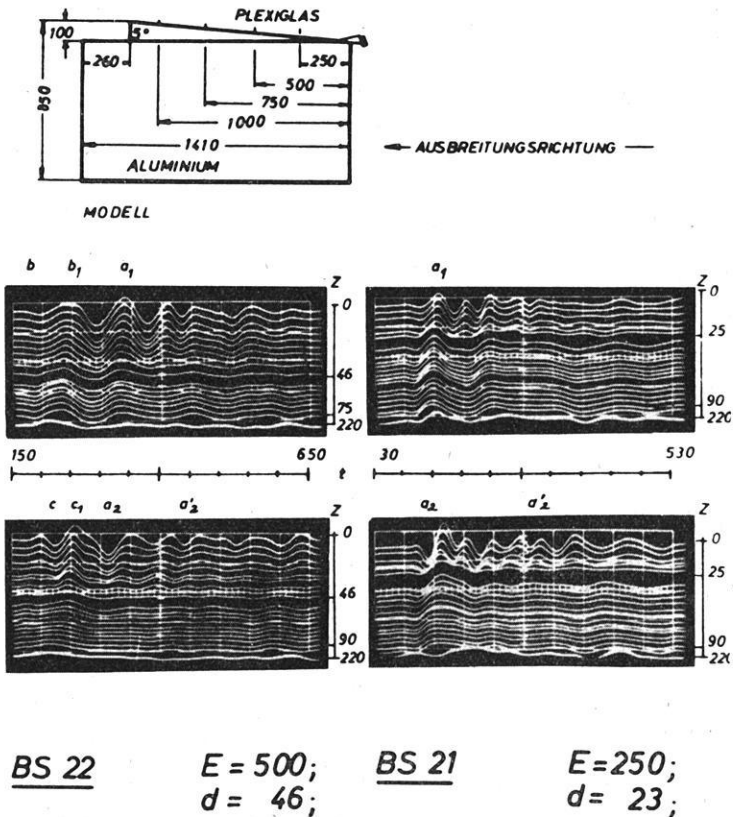 PLEXIGLAS
100
5°
260
250
850
500
750
1000
1410
ALUMINIUM
AUSBREITUNGSRICHTUNG
MODELL
b b₁ a₁
Z
0
46
75
220
a₁
Z
0
25
90
220
150 650 t
30 530
c c₁ a₂ a'₂
Z
0
46
90
220
a₂ a'₂
Z
0
25
90
220
BS 22 E = 500;
d = 46;
BS 21 E=250;
d= 23;